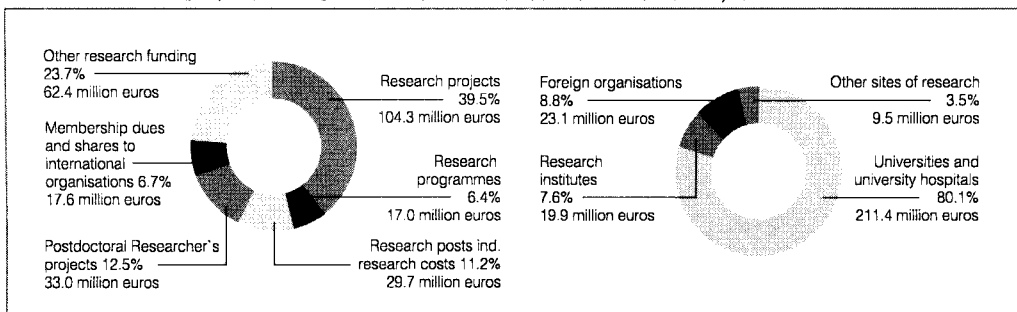 Other research funding
23.7%
62.4 million euros
Membership dues
and shares to
international
organisations 6.7%
17.6 million euros
Postdoctoral Researcher`s
projects 12.5%
33.0 million euros
Research projects
39.5%
104.3 million euros
Research
programmes
6.4%
17.0 million euros
Research posts ind.
research costs 11.2%
29.7 million euros
Foreign organisations
8.8%
23.1 million euros
Research
institutes
7.6%
19.9 million euros
Other sites of research
3.5%
9.5 million euros
Universities and
university hospitals
80.1%
211.4 million euros